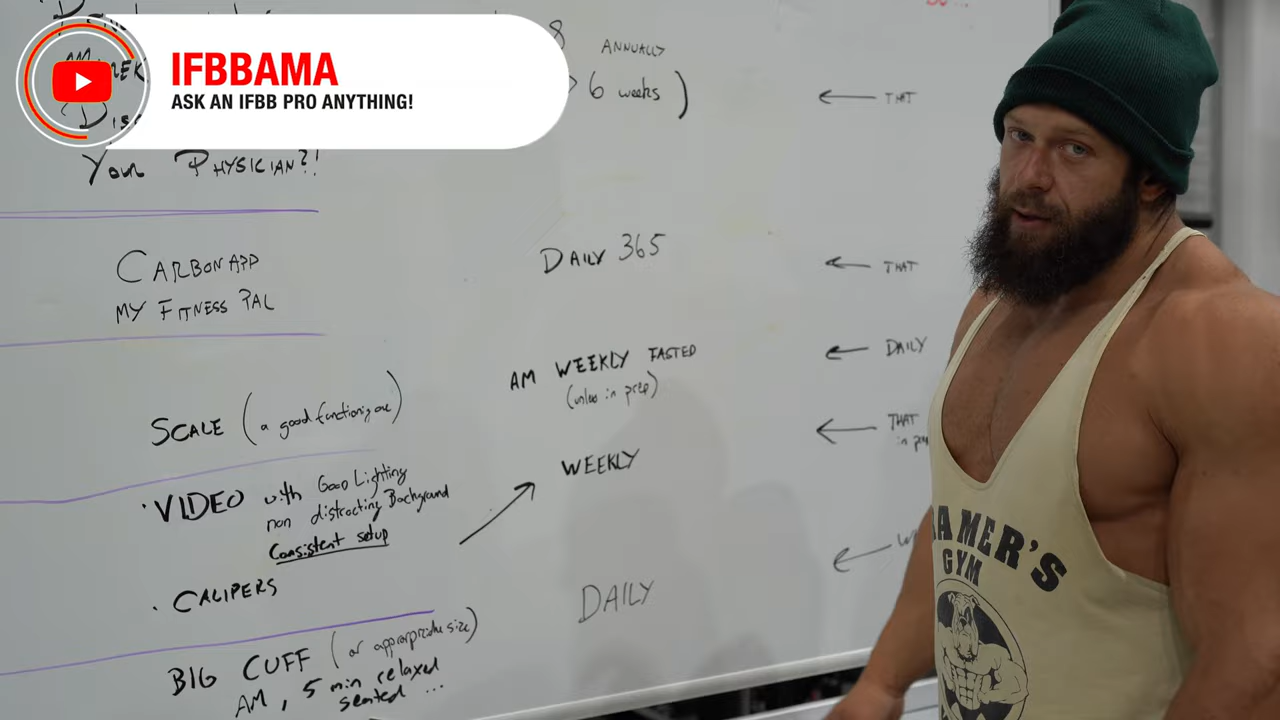 IFBBAMA
ASK AN IFBB PRO ANYTHING!
8 ANNUALLY
6 weeks )
← THAT
Your PHYSICIAN?!
CARBON APP
MY FITNESS PAL
DAILY 365
← THAT
AM WEEKLY FASTED
(unless in prep)
← DAILY
SCALE (a good functioning one)
← THAT
in
WEEKLY
· VIDEO with Good Lighting
non distracting Background
Consistent setup
· CALIPERS
DAILY
BIG CUFF (or appropriate size)
AM, 5 min relaxed
seated ...
AMER'S
GYM